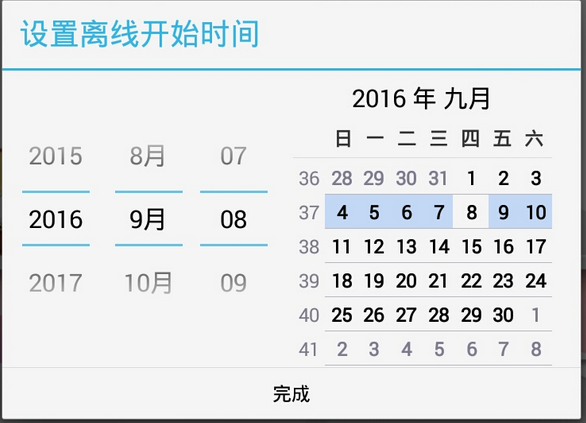 设置离线开始时间
2015 8月 07
2016 9月 08
2017 10月 09
2016 年 九月
日 一 二 三 四 五 六
36 28 29 30 31 1 2 3
37 4 5 6 7 8 9 10
38 11 12 13 14 15 16 17
39 18 19 20 21 22 23 24
40 25 26 27 28 29 30 1
41 2 3 4 5 6 7 8
完成